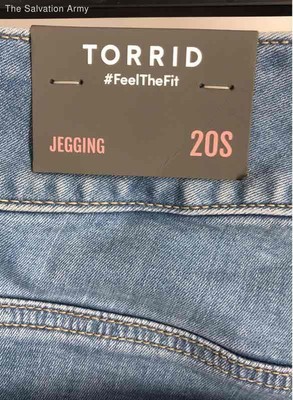 The Salvation Army
TORRID
#FeelTheFit
JEGGING 20S